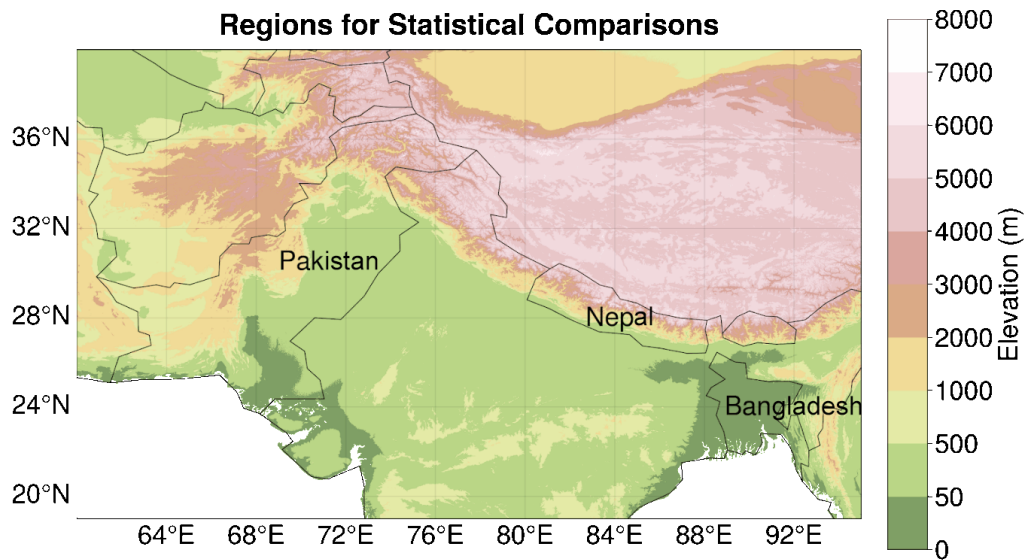 Regions for Statistical Comparisons
36°N
32°N
28°N
24°N
20°N
64°E 68°E 72°E 76°E 80°E 84°E 88°E 92°E
Pakistan
Nepal
Bangladesh
8000
7000
6000
5000
4000
3000
2000
1000
500
50
0
Elevation (m)